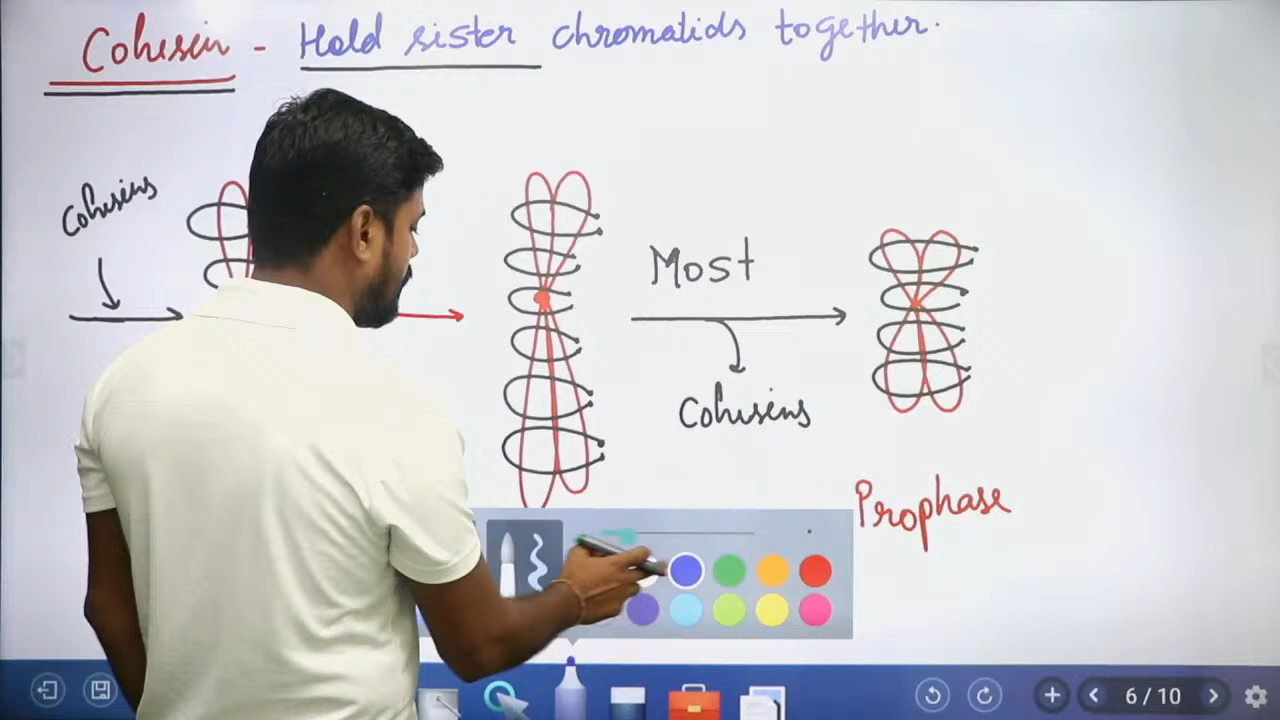 Cohesin - Hold sister chromatids together.
Cohesins
Most
Cohesins
Prophase
6 / 10